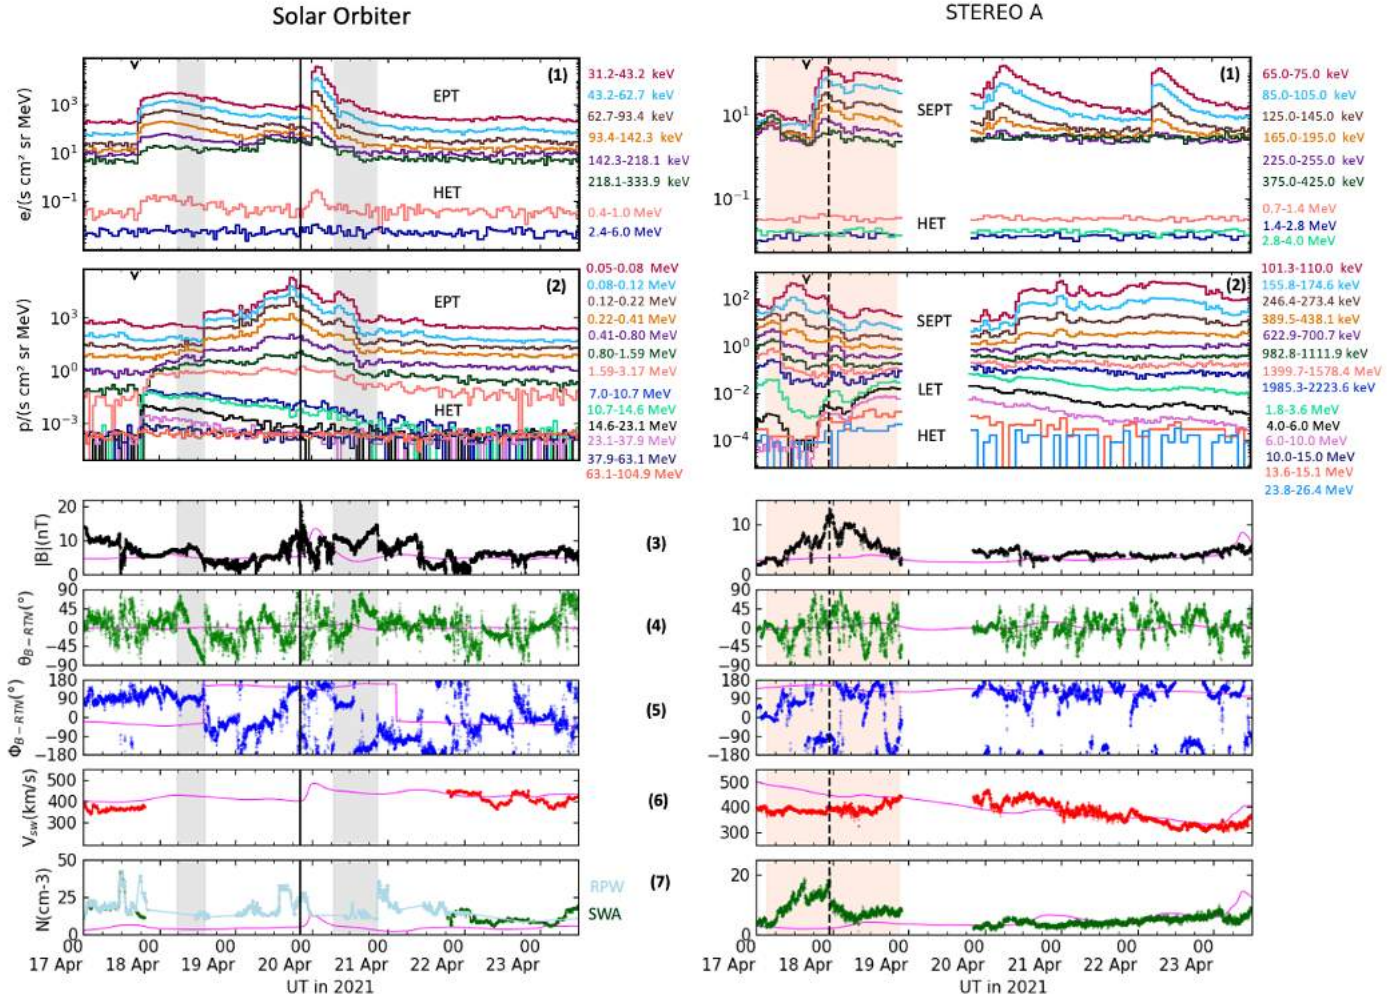 Solar Orbiter
STEREO A
e/(s cm² sr MeV)
10³
10¹
10⁻¹
(1)
EPT
HET
31.2-43.2 keV
43.2-62.7 keV
62.7-93.4 keV
93.4-142.3 keV
142.3-218.1 keV
218.1-333.9 keV
0.4-1.0 MeV
2.4-6.0 MeV
10¹
10⁻¹
(1)
SEPT
HET
65.0-75.0 keV
85.0-105.0 keV
125.0-145.0 keV
165.0-195.0 keV
225.0-255.0 keV
375.0-425.0 keV
0.7-1.4 MeV
1.4-2.8 MeV
2.8-4.0 MeV
p/(s cm² sr MeV)
10³
10⁰
10⁻³
(2)
EPT
HET
0.05-0.08 MeV
0.08-0.12 MeV
0.12-0.22 MeV
0.22-0.41 MeV
0.41-0.80 MeV
0.80-1.59 MeV
1.59-3.17 MeV
7.0-10.7 MeV
10.7-14.6 MeV
14.6-23.1 MeV
23.1-37.9 MeV
37.9-63.1 MeV
63.1-104.9 MeV
10²
10⁰
10⁻²
10⁻⁴
(2)
SEPT
LET
HET
101.3-110.0 keV
155.8-174.6 keV
246.4-273.4 keV
389.5-438.1 keV
622.9-700.7 keV
982.8-1111.9 keV
1399.7-1578.4 MeV
1985.3-2223.6 keV
1.8-3.6 MeV
4.0-6.0 MeV
6.0-10.0 MeV
10.0-15.0 MeV
13.6-15.1 MeV
23.8-26.4 MeV
|B|(nT)
20
10
0
(3)
10
0
θB−RTN(°)
90
45
0
−45
−90
(4)
90
45
0
−45
−90
ΦB−RTN(°)
180
90
0
−90
−180
(5)
180
90
0
−90
−180
Vsw(km/s)
500
400
300
(6)
500
400
300
N(cm-3)
50
25
0
(7)
RPW
SWA
20
0
00 00 00 00 00 00 00
17 Apr 18 Apr 19 Apr 20 Apr 21 Apr 22 Apr 23 Apr
UT in 2021
00 00 00 00 00 00 00
17 Apr 18 Apr 19 Apr 20 Apr 21 Apr 22 Apr 23 Apr
UT in 2021